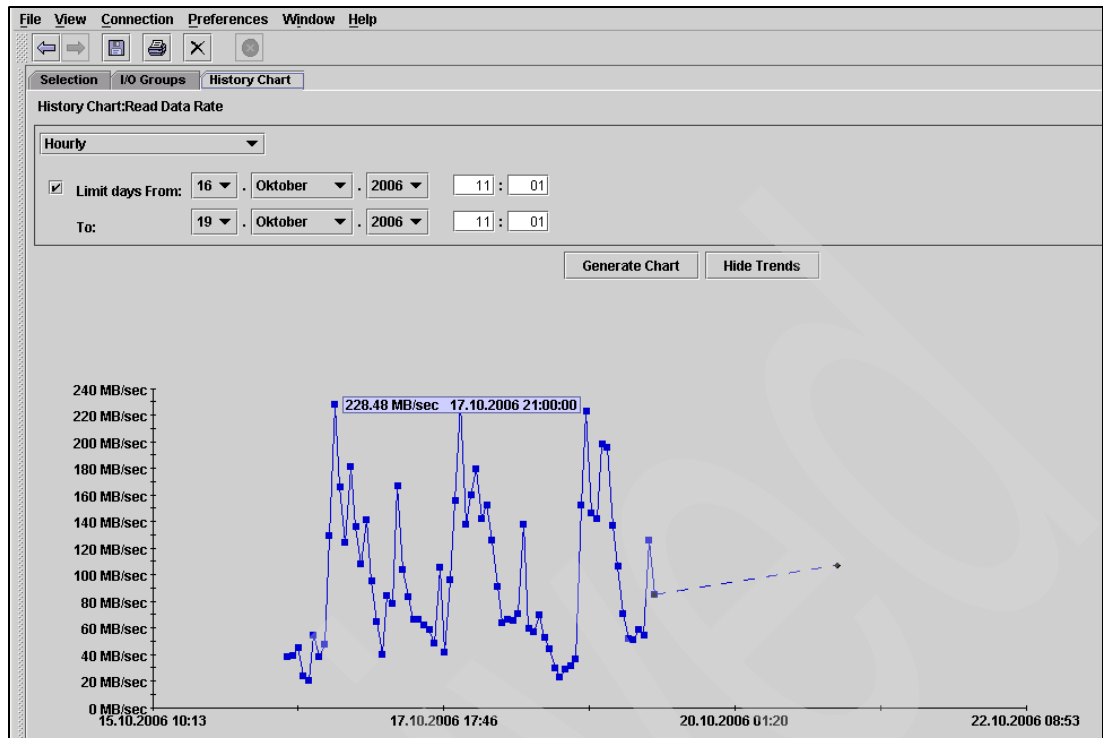 File View Connection Preferences Window Help
Selection I/O Groups History Chart
History Chart:Read Data Rate
Hourly
Limit days From: 16 . Oktober . 2006 11 : 01
To: 19 . Oktober . 2006 11 : 01
Generate Chart Hide Trends
240 MB/sec
228.48 MB/sec 17.10.2006 21:00:00
220 MB/sec
200 MB/sec
180 MB/sec
160 MB/sec
140 MB/sec
120 MB/sec
100 MB/sec
80 MB/sec
60 MB/sec
40 MB/sec
20 MB/sec
0 MB/sec
15.10.2006 10:13 17.10.2006 17:46 20.10.2006 01:20 22.10.2006 08:53